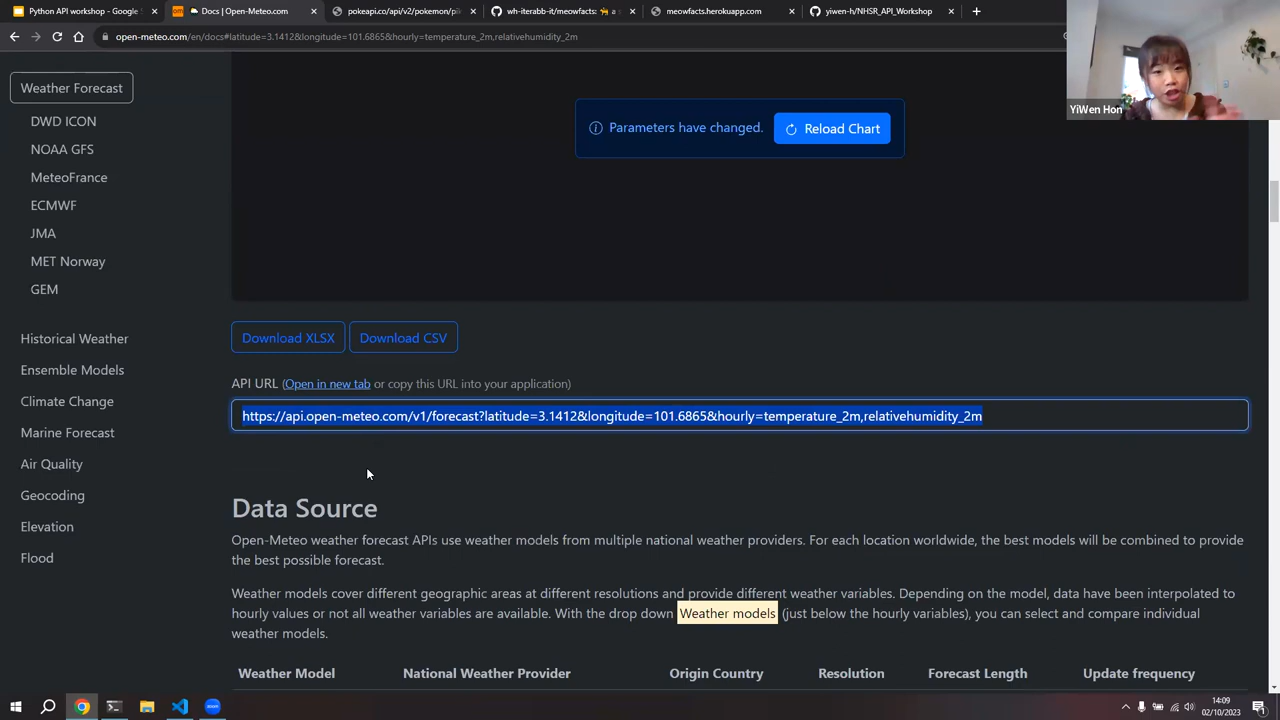 Python API workshop - Google S
Docs | Open-Meteo.com
pokeapi.co/api/v2/pokemon/pi
wh-iterabb-it/meowfacts: 🐈 a s
meowfacts.herokuapp.com
yiwen-h/NHSR_API_Workshop
open-meteo.com/en/docs#latitude=3.1412&longitude=101.6865&hourly=temperature_2m,relativehumidity_2m
YiWen Hon
Weather Forecast
DWD ICON
NOAA GFS
MeteoFrance
ECMWF
JMA
MET Norway
GEM
Historical Weather
Ensemble Models
Climate Change
Marine Forecast
Air Quality
Geocoding
Elevation
Flood
Parameters have changed.
Reload Chart
Download XLSX
Download CSV
API URL (Open in new tab or copy this URL into your application)
https://api.open-meteo.com/v1/forecast?latitude=3.1412&longitude=101.6865&hourly=temperature_2m,relativehumidity_2m
Data Source
Open-Meteo weather forecast APIs use weather models from multiple national weather providers. For each location worldwide, the best models will be combined to provide
the best possible forecast.
Weather models cover different geographic areas at different resolutions and provide different weather variables. Depending on the model, data have been interpolated to
hourly values or not all weather variables are available. With the drop down Weather models (just below the hourly variables), you can select and compare individual
weather models.
Weather Model National Weather Provider Origin Country Resolution Forecast Length Update frequency
14:09
02/10/2023